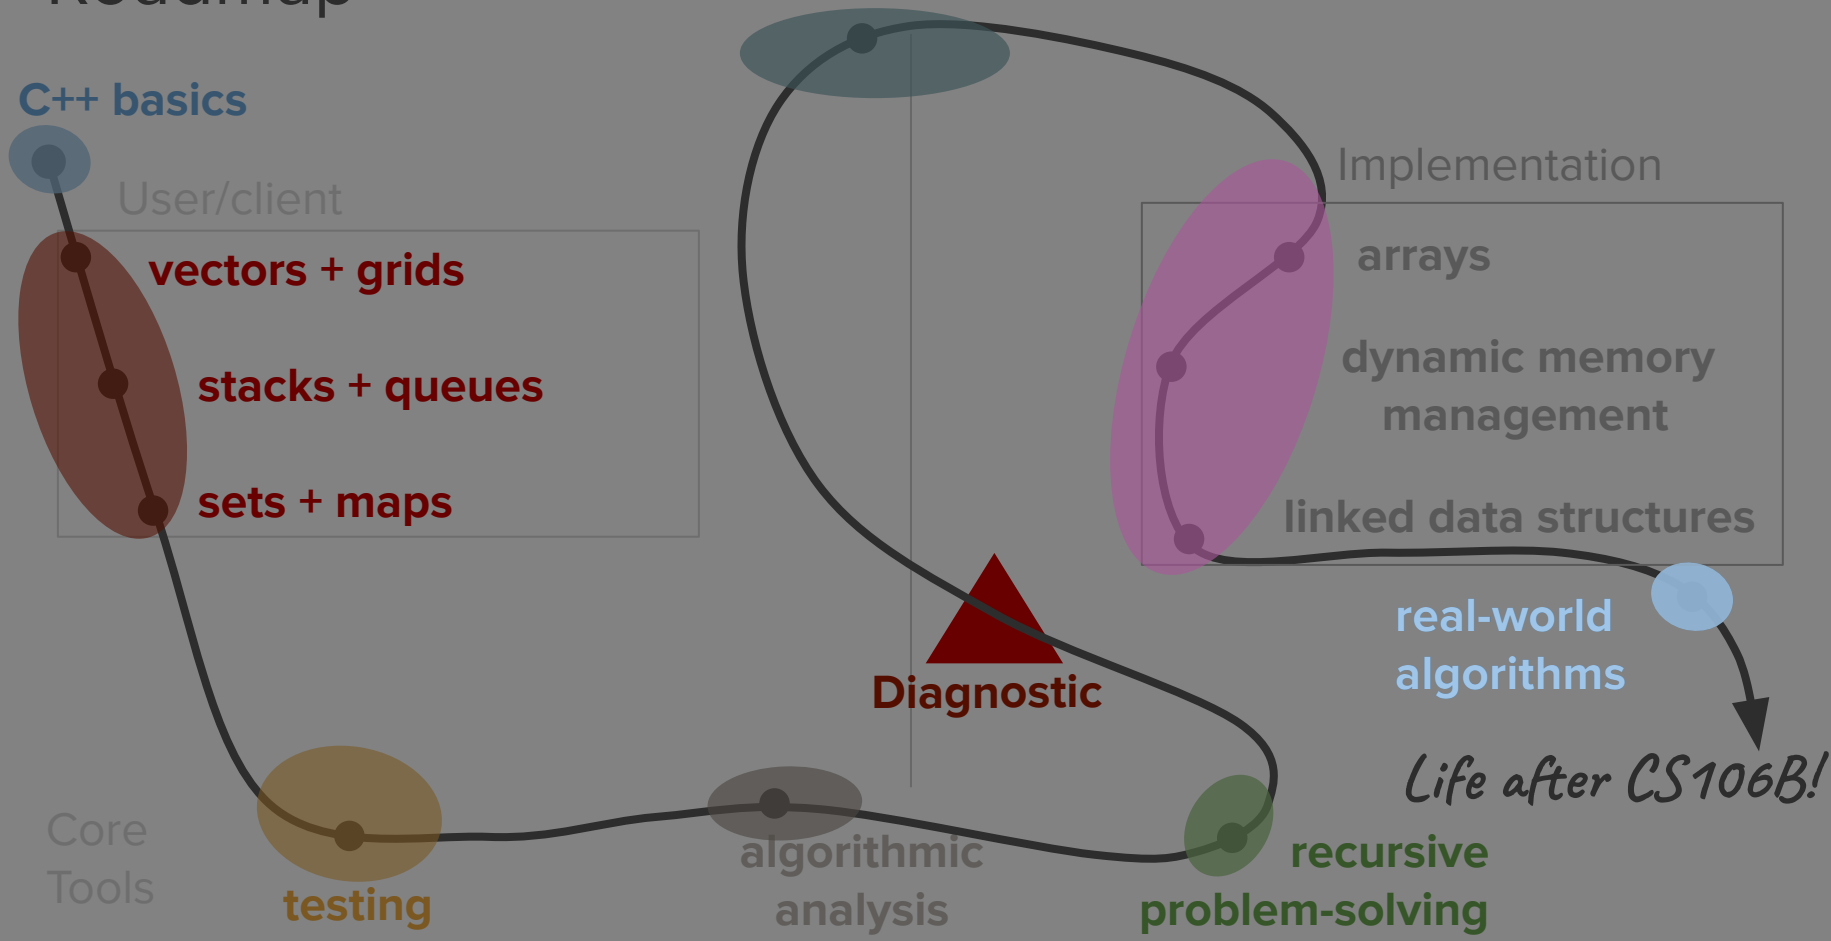 Roadmap
C++ basics
User/client
vectors + grids
stacks + queues
sets + maps
Implementation
arrays
dynamic memory
management
linked data structures
real-world
algorithms
Diagnostic
Life after CS106B!
Core
Tools
testing
algorithmic
analysis
recursive
problem-solving